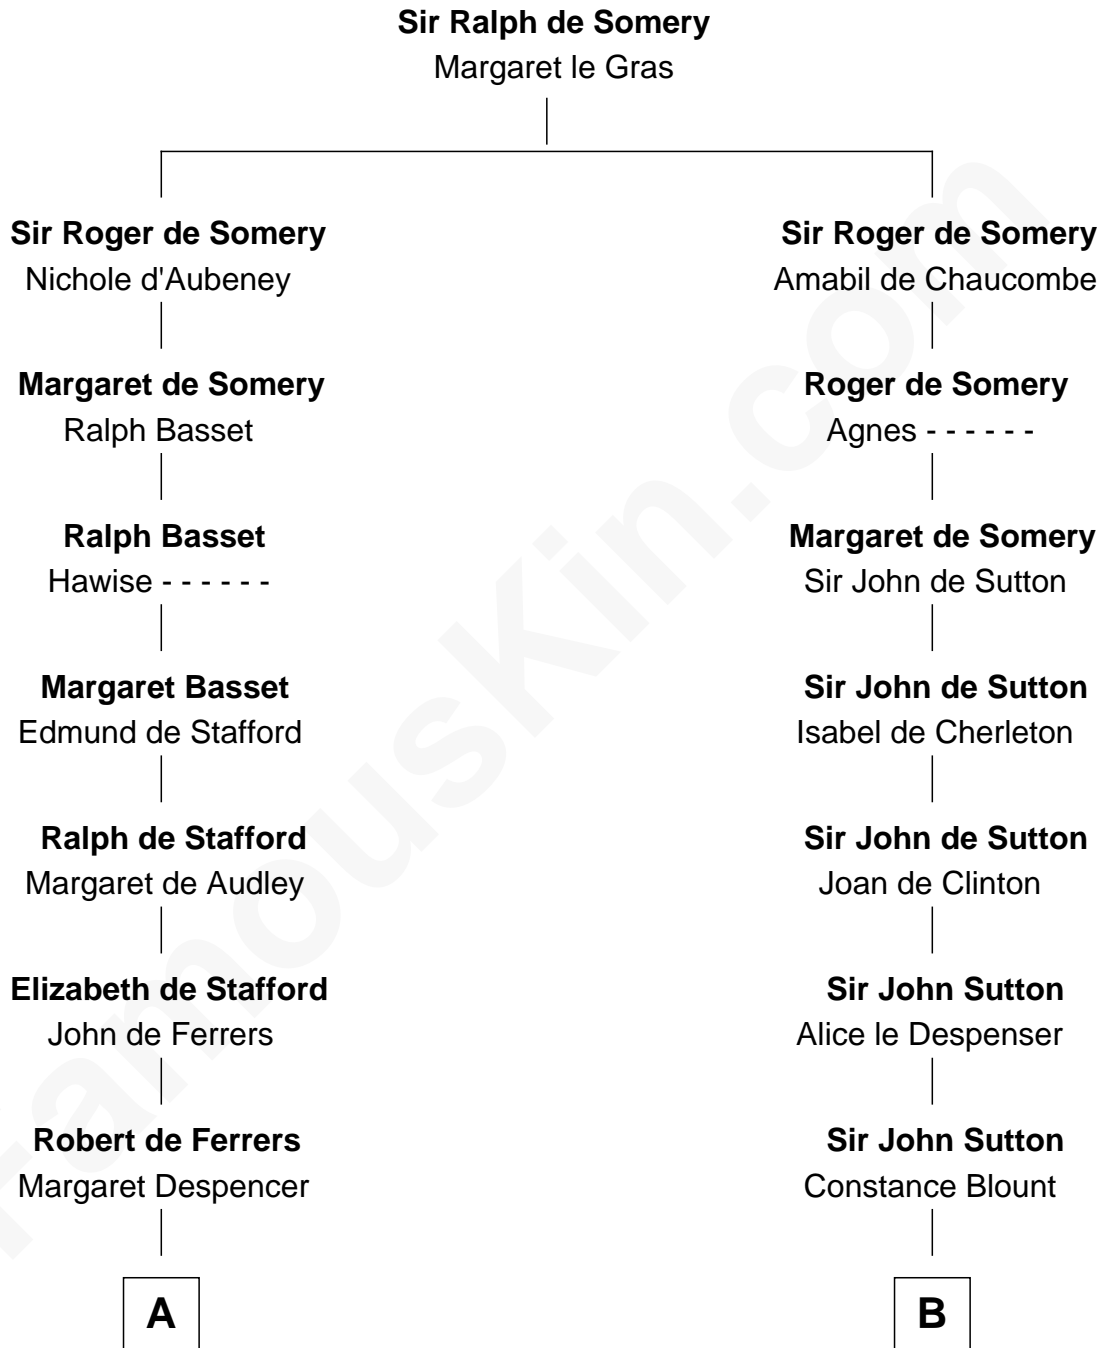 Sir Ralph de Somery
Margaret le Gras
Sir Roger de Somery
Nichole d'Aubeney
Sir Roger de Somery
Amabil de Chaucombe
Margaret de Somery
Ralph Basset
Roger de Somery
Agnes - - - - - -
Ralph Basset
Hawise - - - - - -
Margaret de Somery
Sir John de Sutton
Margaret Basset
Edmund de Stafford
Sir John de Sutton
Isabel de Cherleton
Ralph de Stafford
Margaret de Audley
Sir John de Sutton
Joan de Clinton
Elizabeth de Stafford
John de Ferrers
Sir John Sutton
Alice le Despenser
Robert de Ferrers
Margaret Despencer
Sir John Sutton
Constance Blount
A
B
FamousKin.com